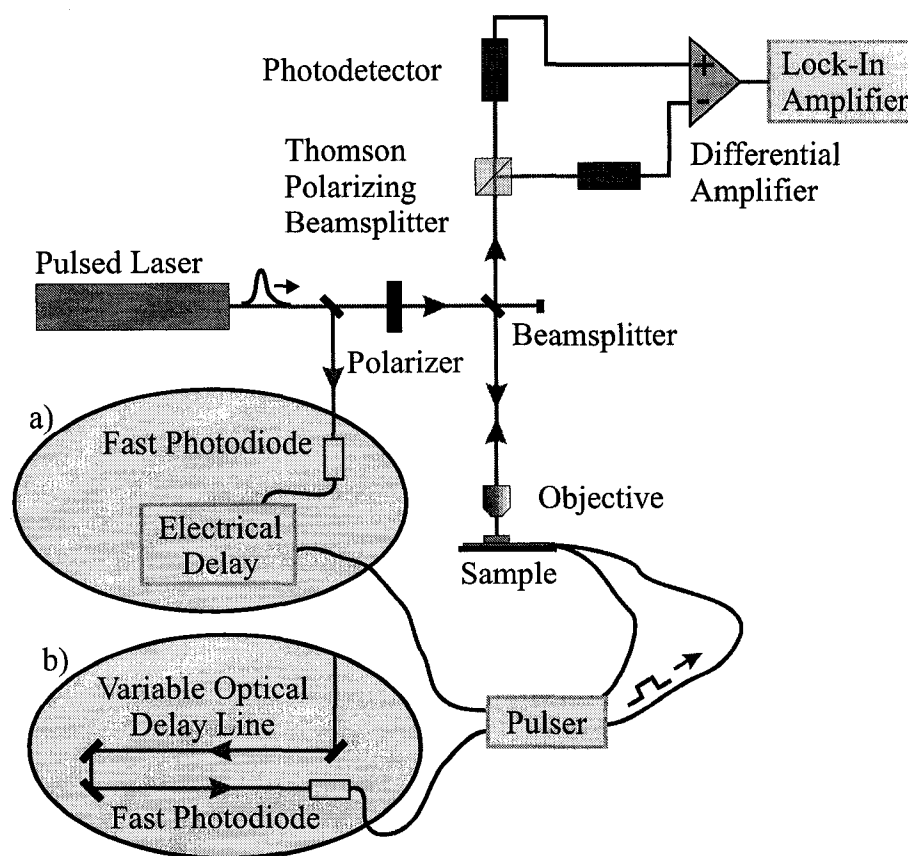 Photodetector
+
-
Lock-In
Amplifier
Thomson
Polarizing
Beamsplitter
Differential
Amplifier
Pulsed Laser
Polarizer
Beamsplitter
a)
Fast Photodiode
Electrical
Delay
Objective
Sample
b)
Variable Optical
Delay Line
Fast Photodiode
Pulser